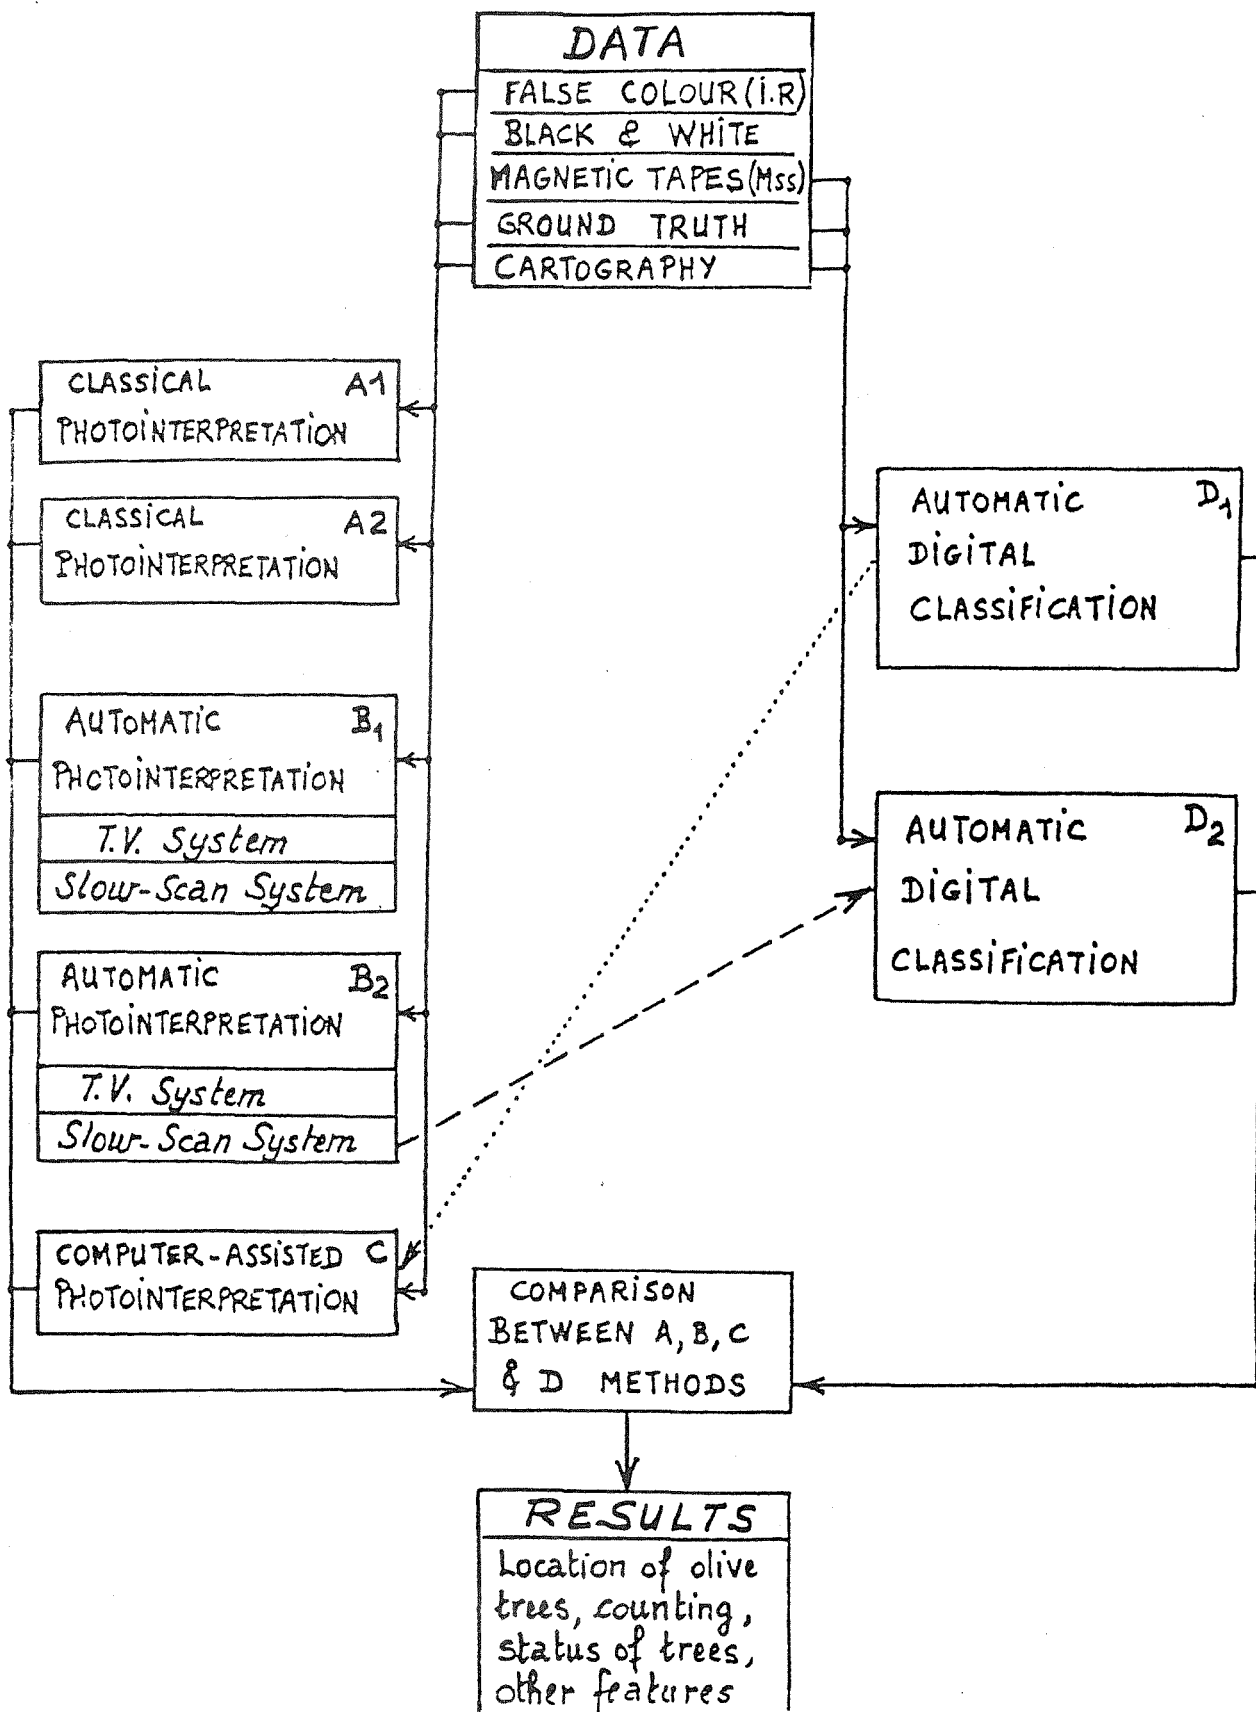 DATA
FALSE COLOUR (i.R)
BLACK & WHiTE
MAGNETiC TAPES (Mss)
GROUND TRUTH
CARTOGRAPHY
CLASSiCAL A1
PHOTOiNTERPRETATiON
CLASSiCAL A2
PHOTOiNTERPRETATiON
AUTOMATiC B1
PHOTOiNTERPRETATiON
T.V. System
Slow-Scan System
AUTOMATiC B2
PHOTOiNTERPRETATiON
T.V. System
Slow-Scan System
COMPUTER-ASSiSTED C
PHOTOiNTERPRETATiON
AUTOMATiC D1
DiGiTAL
CLASSiFiCATiON
AUTOMATiC D2
DiGiTAL
CLASSiFiCATiON
COMPARiSON
BETWEEN A, B, C
& D METHODS
RESULTS
Location of olive
trees, counting,
status of trees,
other features